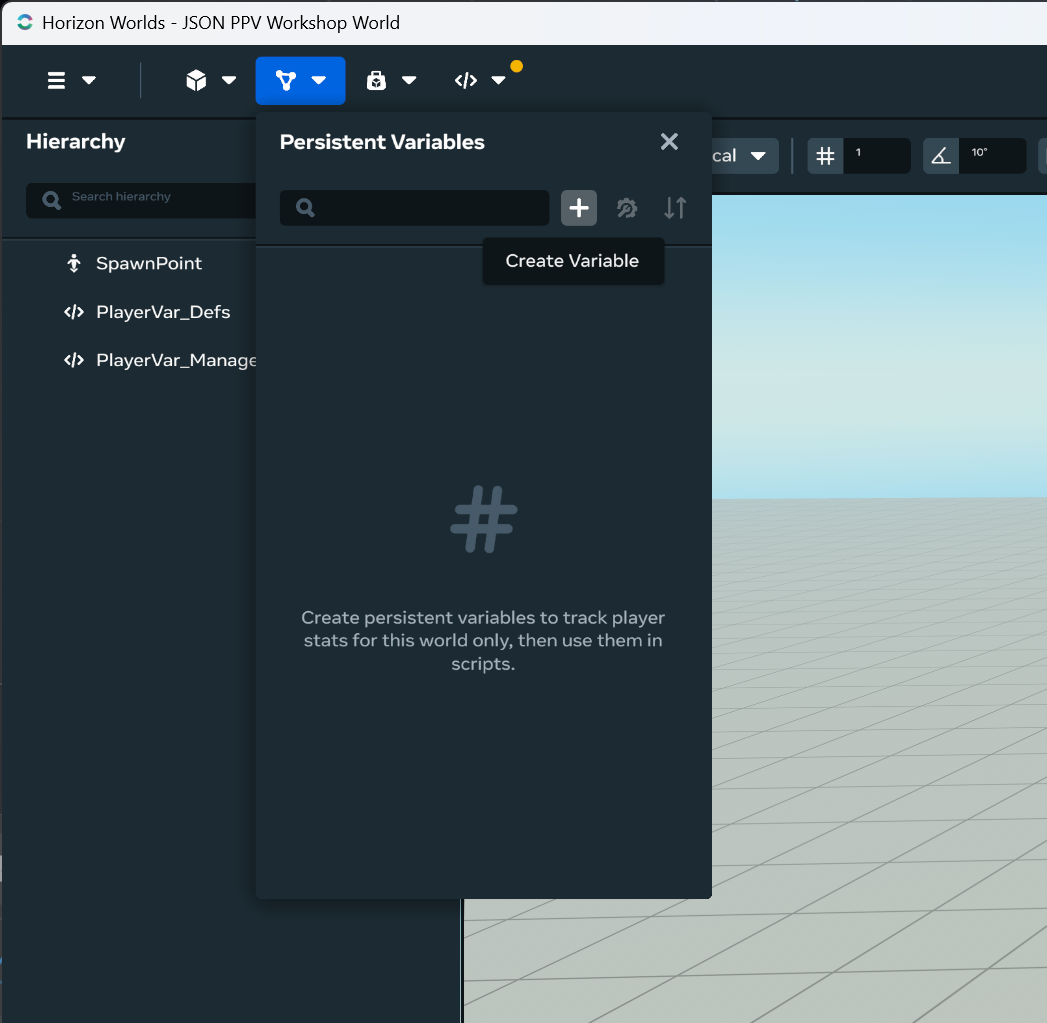 Horizon Worlds - JSON PPV Workshop World
Hierarchy
Search hierarchy
SpawnPoint
PlayerVar_Defs
PlayerVar_Manage
Persistent Variables
Create Variable
Create persistent variables to track player
stats for this world only, then use them in
scripts.
cal
1
10°